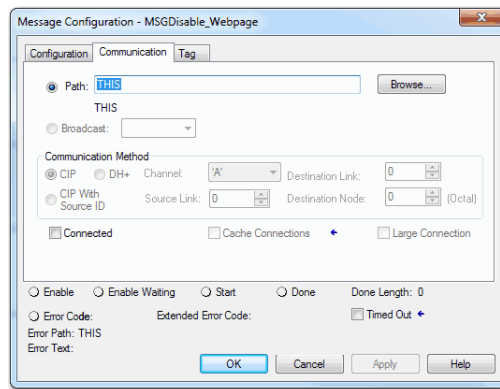 Message Configuration - MSGDisable_Webpage
Configuration Communication Tag
Path: THIS Browse...
THIS
Broadcast:
Communication Method
CIP DH+ Channel: 'A' Destination Link: 0
CIP With Source ID Source Link: 0 Destination Node: 0 (Octal)
Connected Cache Connections Large Connection
Enable Enable Waiting Start Done Done Length: 0
Error Code: Extended Error Code: Timed Out
Error Path: THIS
Error Text:
OK Cancel Apply Help